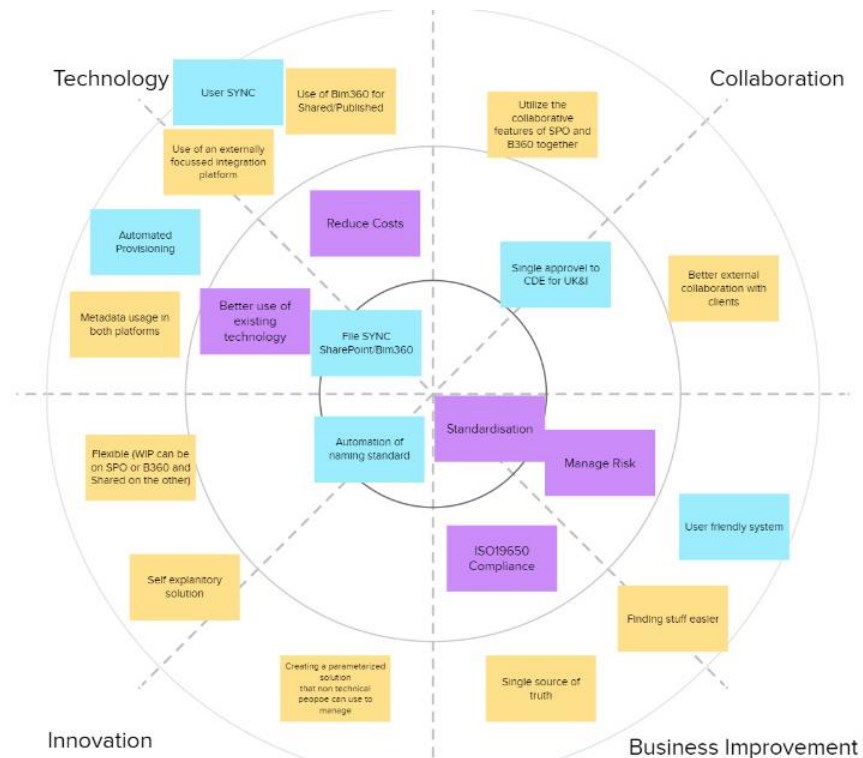 Technology
Collaboration
User SYNC
Use of Bim360 for
Shared/Published
Utilize the
collaborative
features of SPO and
B360 together
Use of an externally
focussed integration
platform
Reduce Costs
Automated
Provisioning
Single approvel to
CDE for UK&I
Better external
collaboration with
clients
Metadata usage in
both platforms
Better use of
existing
technology
File SYNC
SharePoint/Bim360
Automation of
naming standard
Standardisation
Manage Risk
Flexible (WIP can be
on SPO or B360 and
Shared on the other)
User friendly system
ISO19650
Compliance
Self explanitory
solution
Finding stuff easier
Creating a parametarized
solution
that non technical
peopoe can use to
manage
Single source of
truth
Innovation
Business Improvement